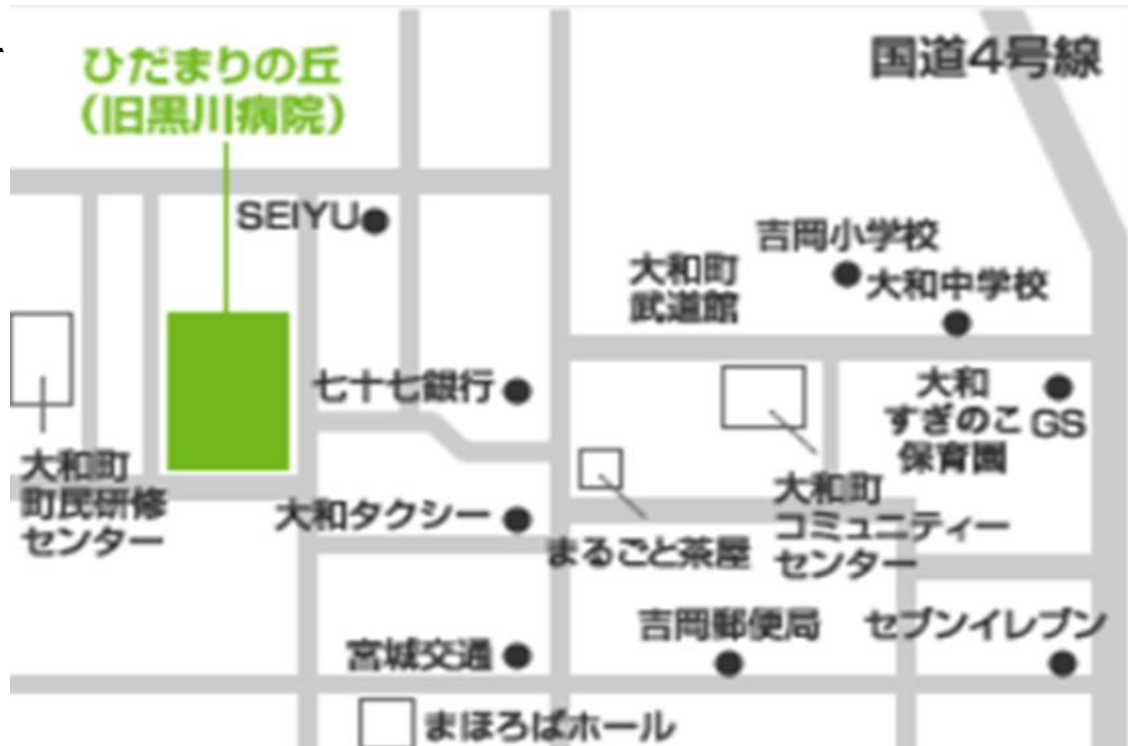 ひだまりの丘
（旧黒川病院）
国道4号線
SEIYU
吉岡小学校
大和町
武道館
大和中学校
七十七銀行
大和
すぎのこ
保育園
GS
大和町
町民研修
センター
大和タクシー
まるごと茶屋
大和町
コミュニティー
センター
宮城交通
吉岡郵便局
セブンイレブン
まほろばホール